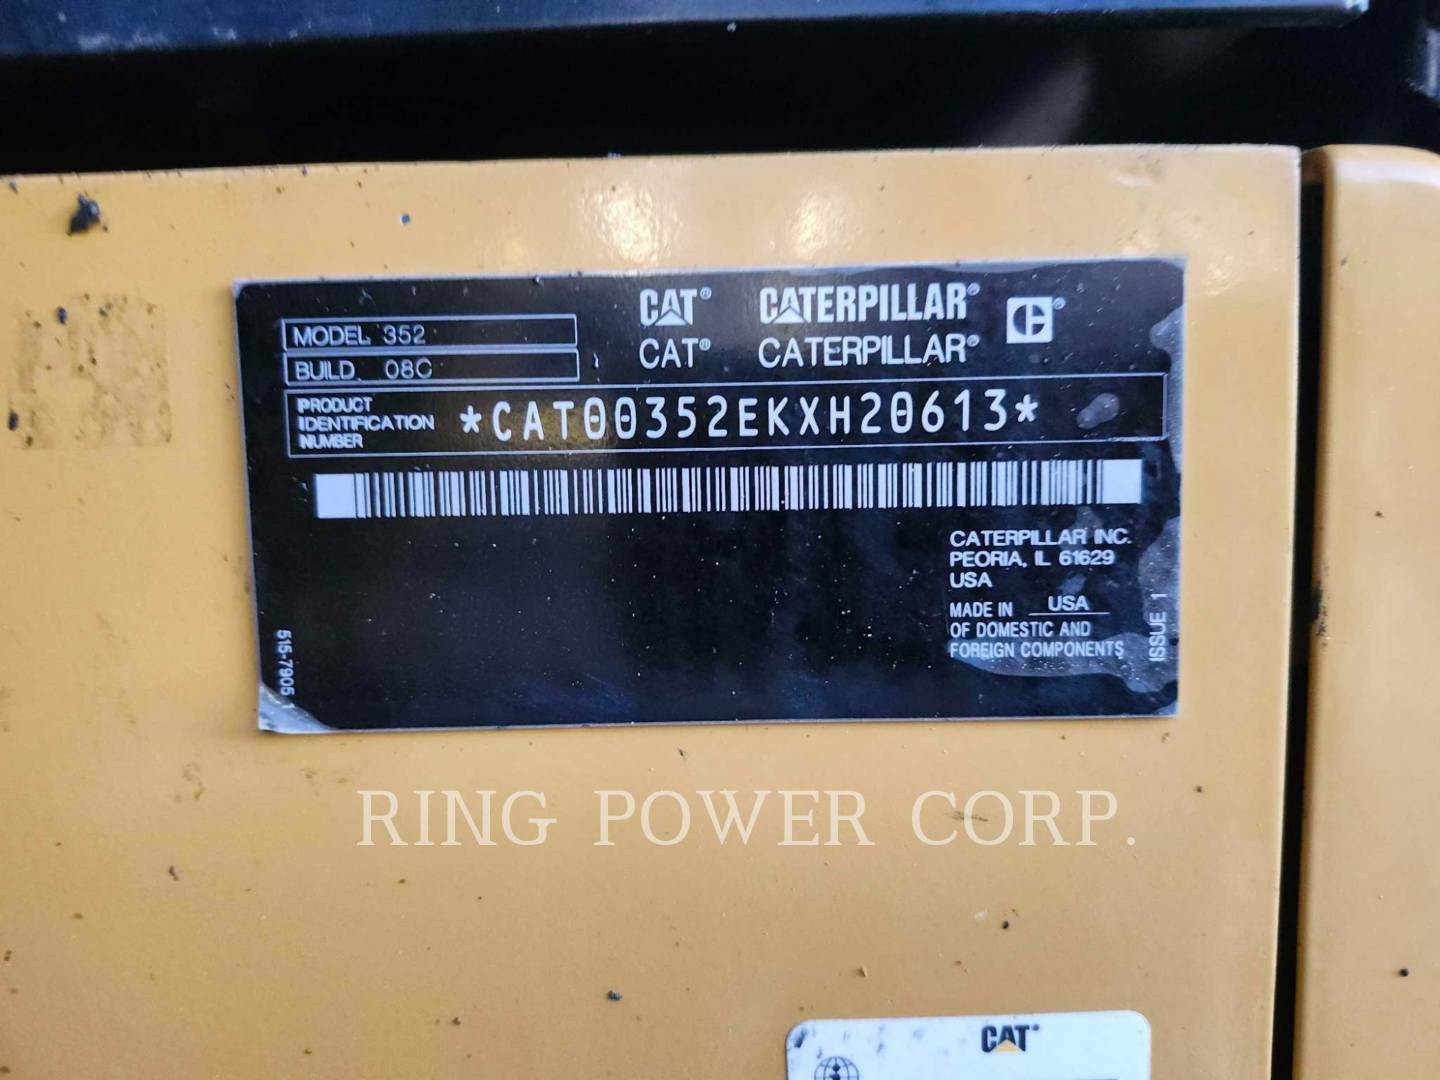 CAT® CATERPILLAR®
CAT® CATERPILLAR®
MODEL 352
BUILD 08C
PRODUCT IDENTIFICATION NUMBER *CAT00352EKXH20613*
CATERPILLAR INC.
PEORIA, IL 61629
USA
MADE IN USA
OF DOMESTIC AND
FOREIGN COMPONENTS
ISSUE 1
515-7905
RING POWER CORP.
CAT®